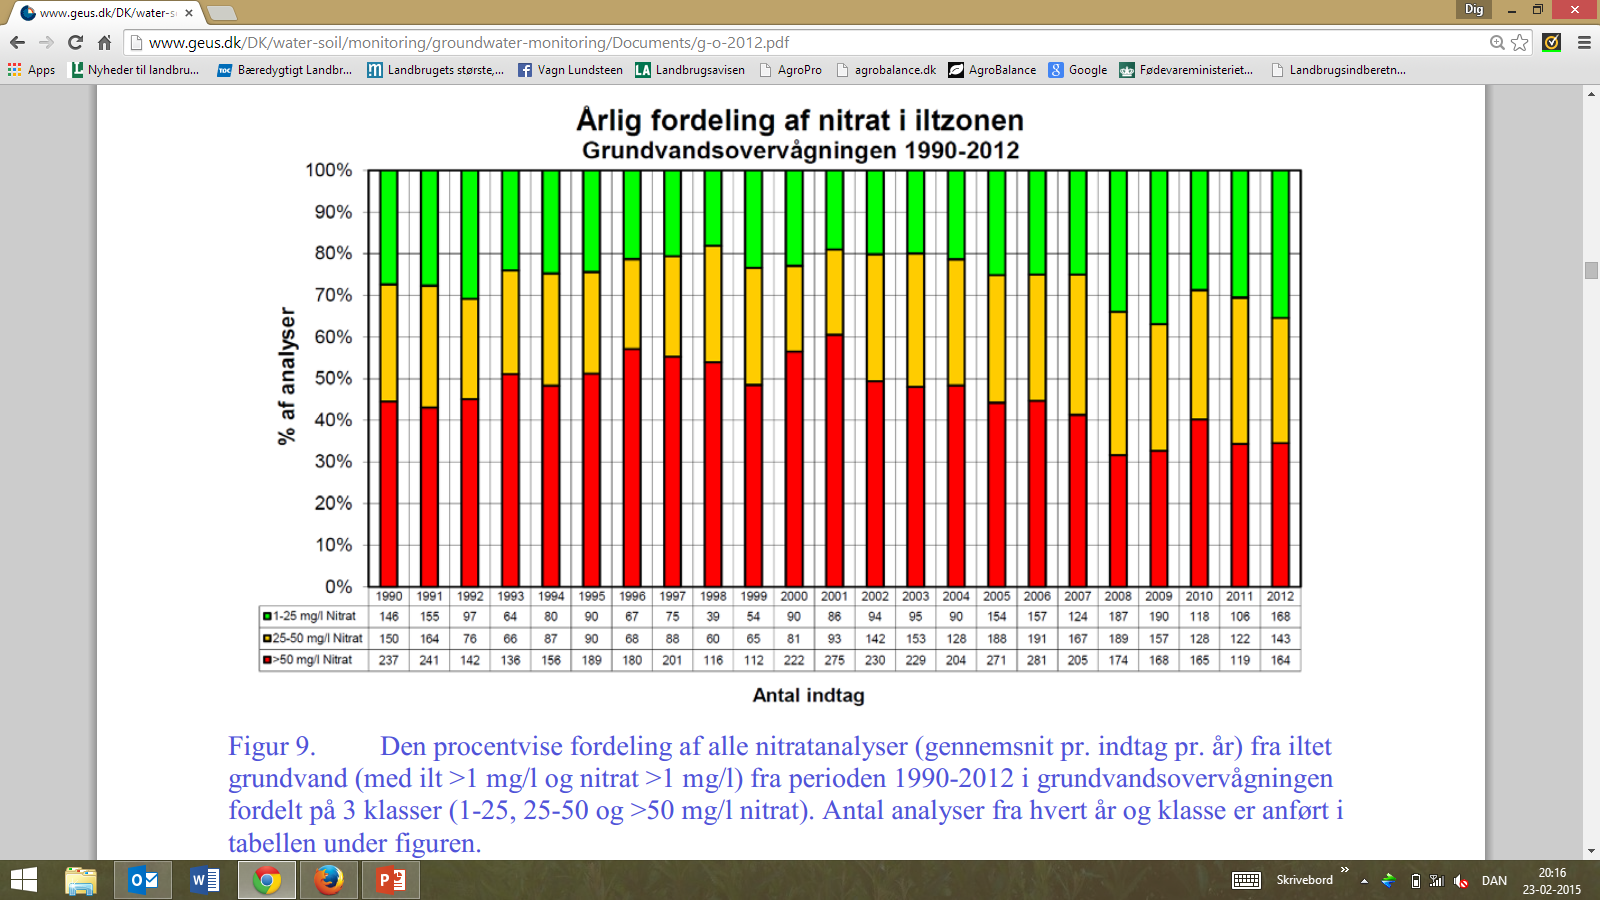 www.geus.dk/DK/water-s
Dig
www.geus.dk/DK/water-soil/monitoring/groundwater-monitoring/Documents/g-o-2012.pdf
Apps Nyheder til landbru... Bæredygtigt Landbr... Landbrugets største,... Vagn Lundsteen Landbrugsavisen AgroPro agrobalance.dk AgroBalance Google Fødevareministeriet... Landbrugsindberetn...
Årlig fordeling af nitrat i iltzonen
Grundvandsovervågningen 1990-2012
100%
90%
80%
70%
60%
50%
40%
30%
20%
10%
0%
% af analyser
1990 1991 1992 1993 1994 1995 1996 1997 1998 1999 2000 2001 2002 2003 2004 2005 2006 2007 2008 2009 2010 2011 2012
1-25 mg/l Nitrat 146 155 97 64 80 90 67 75 39 54 90 86 94 95 90 154 157 124 187 190 118 106 168
25-50 mg/l Nitrat 150 164 76 66 87 90 68 88 60 65 81 93 142 153 128 188 191 167 189 157 128 122 143
>50 mg/l Nitrat 237 241 142 136 156 189 180 201 116 112 222 275 230 229 204 271 281 205 174 168 165 119 164
Antal indtag
Figur 9. Den procentvise fordeling af alle nitratanalyser (gennemsnit pr. indtag pr. år) fra iltet
grundvand (med ilt >1 mg/l og nitrat >1 mg/l) fra perioden 1990-2012 i grundvandsovervågningen
fordelt på 3 klasser (1-25, 25-50 og >50 mg/l nitrat). Antal analyser fra hvert år og klasse er anført i
tabellen under figuren.
Skrivebord
DAN
20:16
23-02-2015